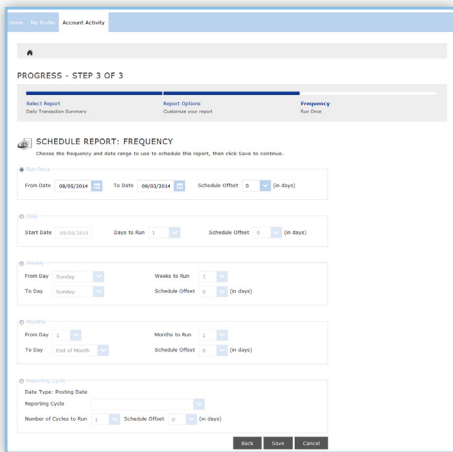 Home My Profile Account Activity
PROGRESS - STEP 3 OF 3
Select Report Report Options Frequency
Daily Transaction Summary Customize your report Run Once
SCHEDULE REPORT: FREQUENCY
Choose the frequency and date range to use to schedule this report, then click Save to continue.
Run Once
From Date 08/05/2014 To Date 09/03/2014 Schedule Offset 0 (in days)
Daily
Start Date 09/04/2014 Days to Run 1 Schedule Offset 0 (in days)
Weekly
From Day Sunday Weeks to Run 1
To Day Sunday Schedule Offset 0 (in days)
Monthly
From Day 1 Months to Run 1
To Day End of Month Schedule Offset 0 (in days)
Reporting Cycle
Date Type: Posting Date
Reporting Cycle
Number of Cycles to Run 1 Schedule Offset 0 (in days)
Back Save Cancel